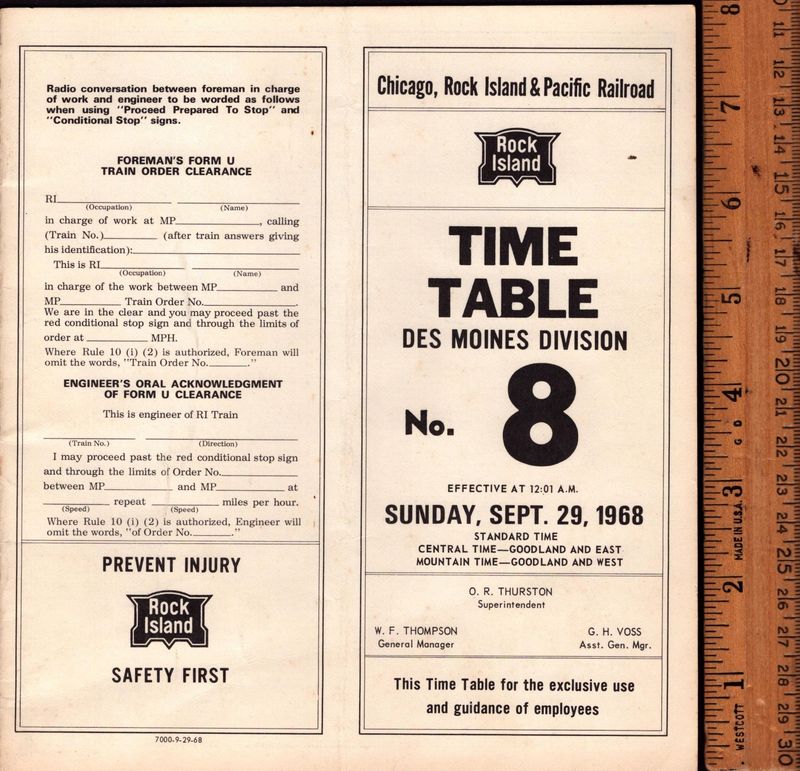 Radio conversation between foreman in charge
of work and engineer to be worded as follows
when using "Proceed Prepared To Stop" and
"Conditional Stop" signs.
FOREMAN'S FORM U
TRAIN ORDER CLEARANCE
RI
(Occupation) (Name)
in charge of work at MP , calling
(Train No.) (after train answers giving
his identification):
This is RI
(Occupation) (Name)
in charge of the work between MP and
MP Train Order No. .
We are in the clear and you may proceed past the
red conditional stop sign and through the limits of
order at MPH.
Where Rule 10 (i) (2) is authorized, Foreman will
omit the words, "Train Order No. ."
ENGINEER'S ORAL ACKNOWLEDGMENT
OF FORM U CLEARANCE
This is engineer of RI Train
(Train No.) (Direction)
I may proceed past the red conditional stop sign
and through the limits of Order No.
between MP and MP at
repeat miles per hour.
(Speed) (Speed)
Where Rule 10 (i) (2) is authorized, Engineer will
omit the words, "of Order No. ."
PREVENT INJURY
Rock
Island
SAFETY FIRST
7000-9-29-68
Chicago, Rock Island & Pacific Railroad
Rock
Island
TIME
TABLE
DES MOINES DIVISION
No. 8
EFFECTIVE AT 12:01 A.M.
SUNDAY, SEPT. 29, 1968
STANDARD TIME
CENTRAL TIME—GOODLAND AND EAST
MOUNTAIN TIME—GOODLAND AND WEST
O. R. THURSTON
Superintendent
W. F. THOMPSON G. H. VOSS
General Manager Asst. Gen. Mgr.
This Time Table for the exclusive use
and guidance of employees
8 7 6 5 4 3 2 1
G D
MADE IN U.S.A.
WESTCOTT
11 12 13 14 15 16 17 18 19 20 21 22 23 24 25 26 27 28 29 30